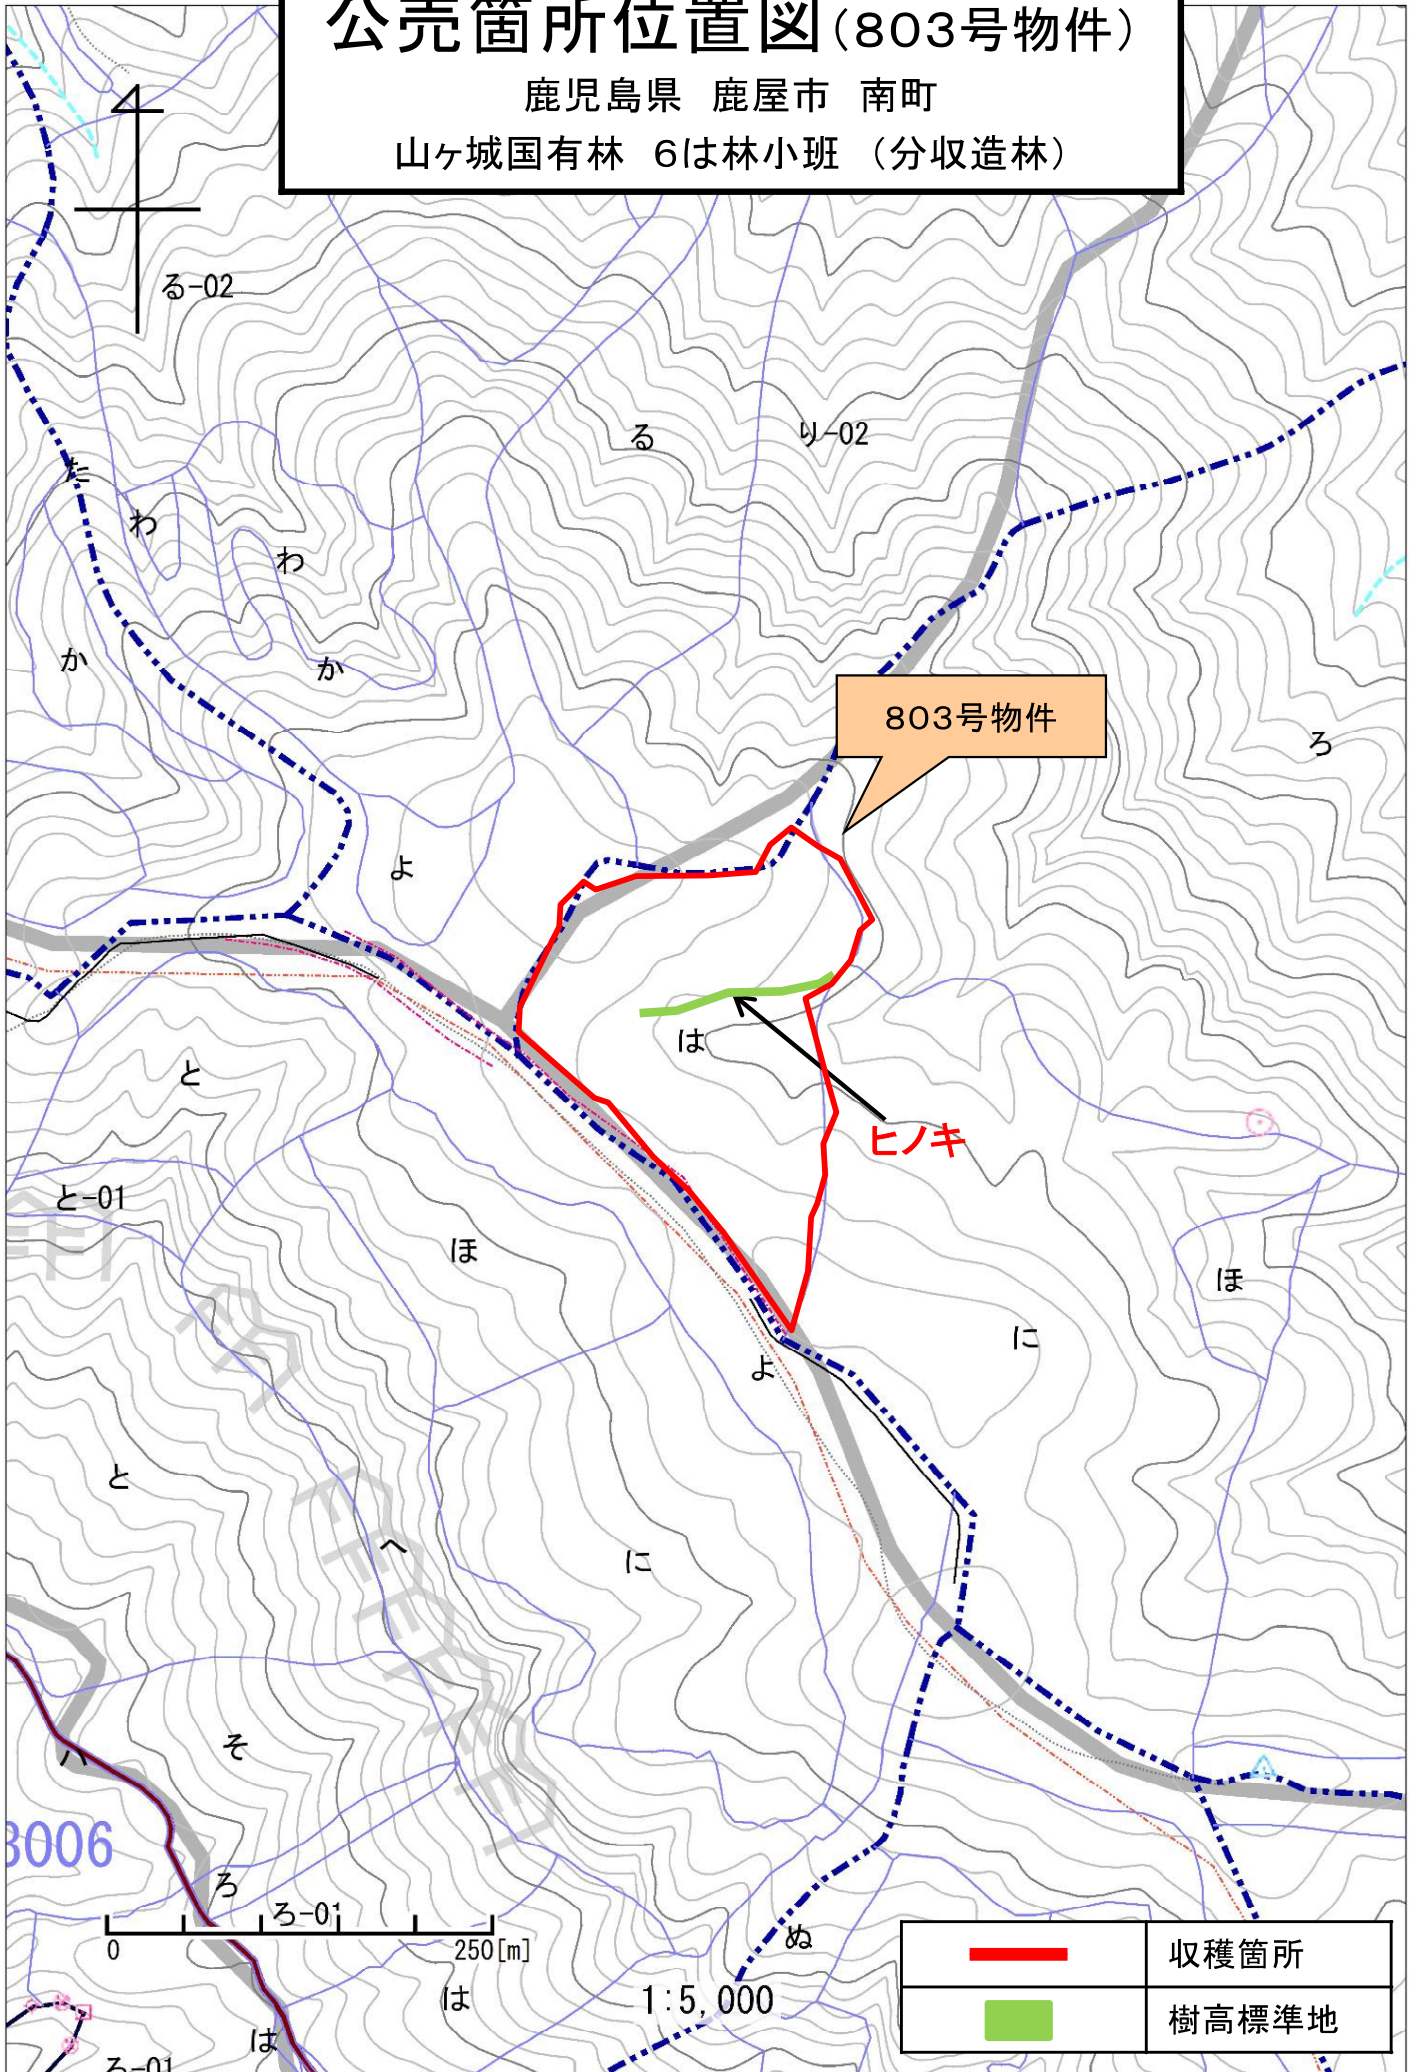 公売箇所位置図(803号物件)
鹿児島県 鹿屋市 南町
山ヶ城国有林 6は林小班 (分収造林)
る-02
る
り-02
た
わ
わ
か
か
803号物件
ろ
よ
は
と
ヒノキ
と-01
ほ
ほ
に
よ
と
へ
に
そ
ハ
3006
ろ
ろ-01
0
250[m]
ぬ
は
1:5,000
は
ろ-01
収穫箇所
樹高標準地